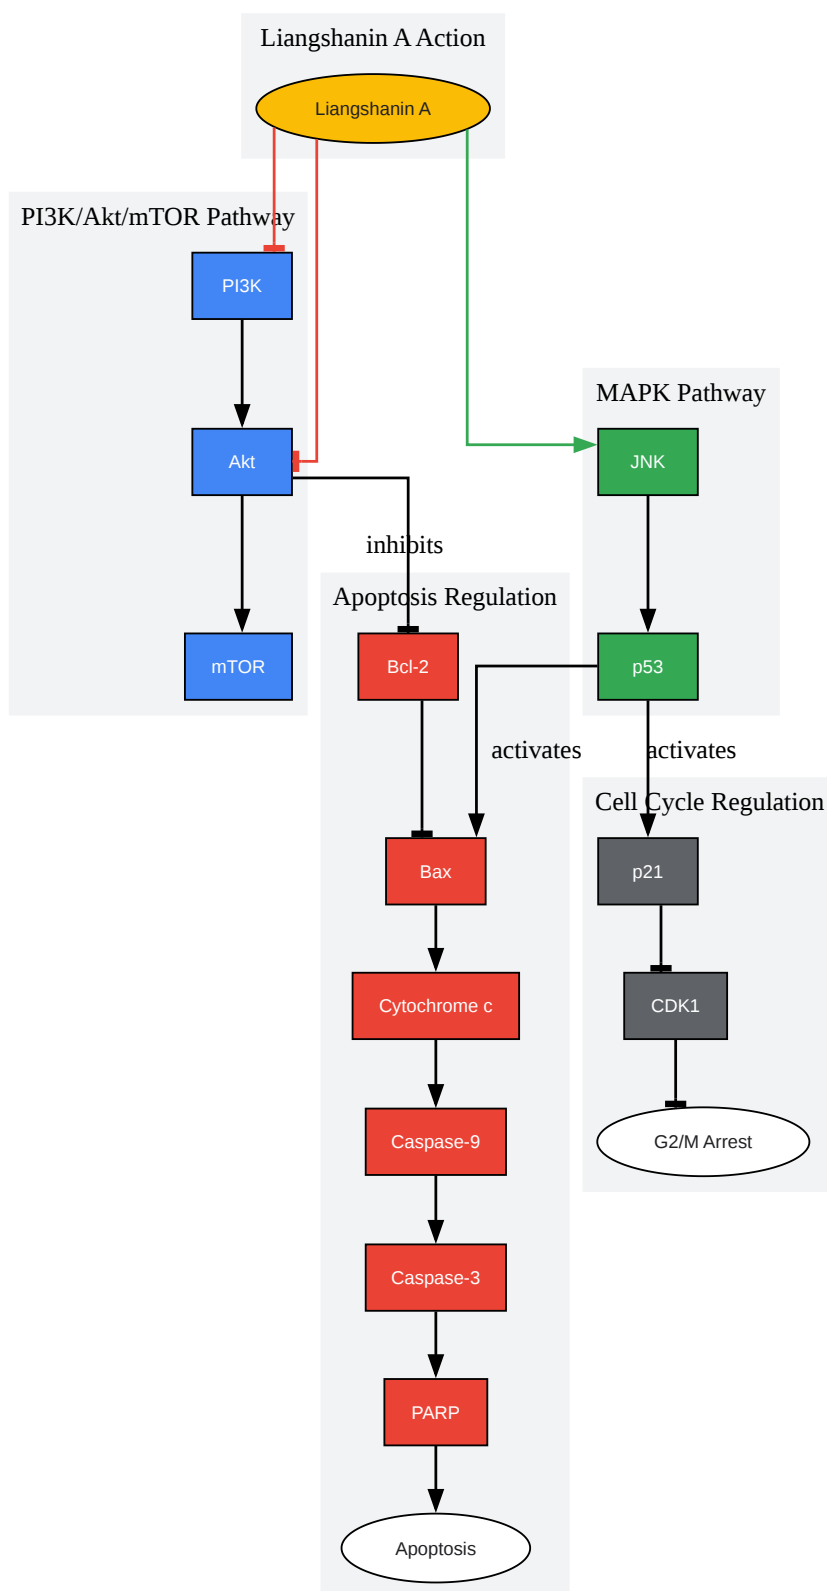 Liangshanin A Action
Liangshanin A
PI3K/Akt/mTOR Pathway
PI3K
MAPK Pathway
Akt
JNK
inhibits
Apoptosis Regulation
mTOR
Bcl-2
p53
activates
activates
Cell Cycle Regulation
Bax
p21
Cytochrome c
CDK1
Caspase-9
G2/M Arrest
Caspase-3
PARP
Apoptosis